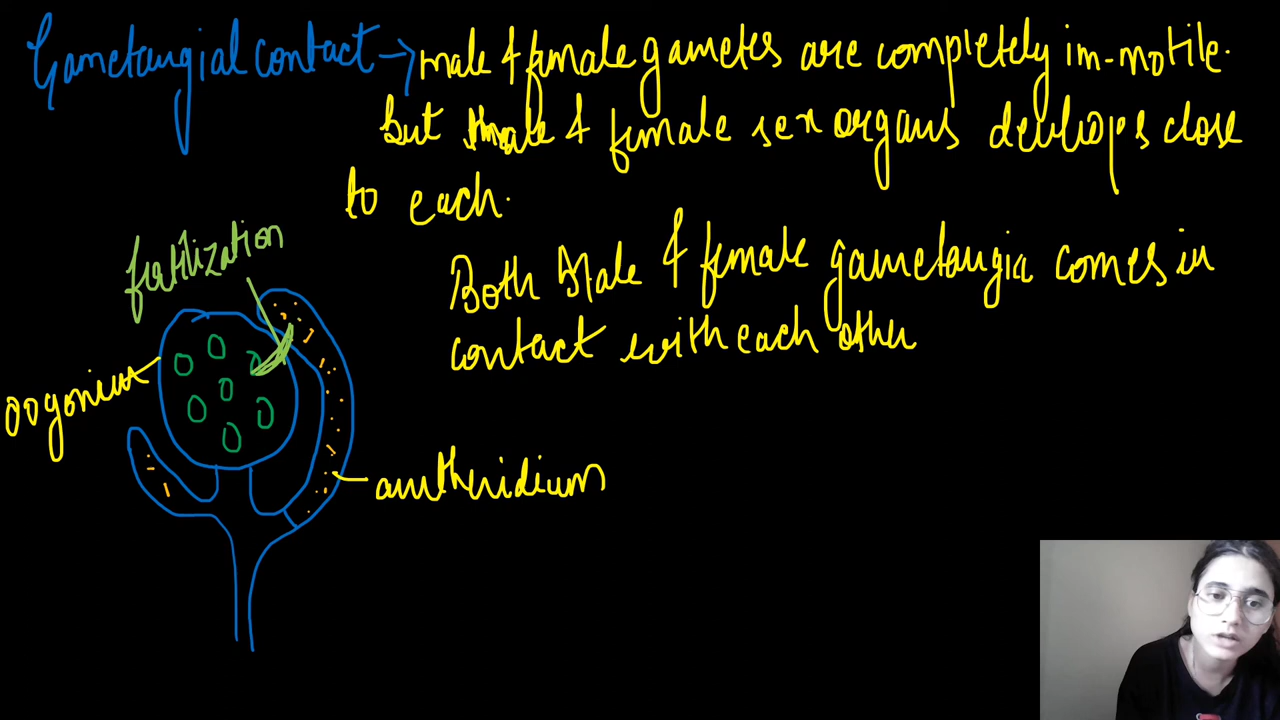 Gametangial contact → male & female gametes are completely im-motile.
But male & female sex organs develops close
to each.
fertilization
Both Male & female gametangia comes in
contact with each other
oogonium
antheridium